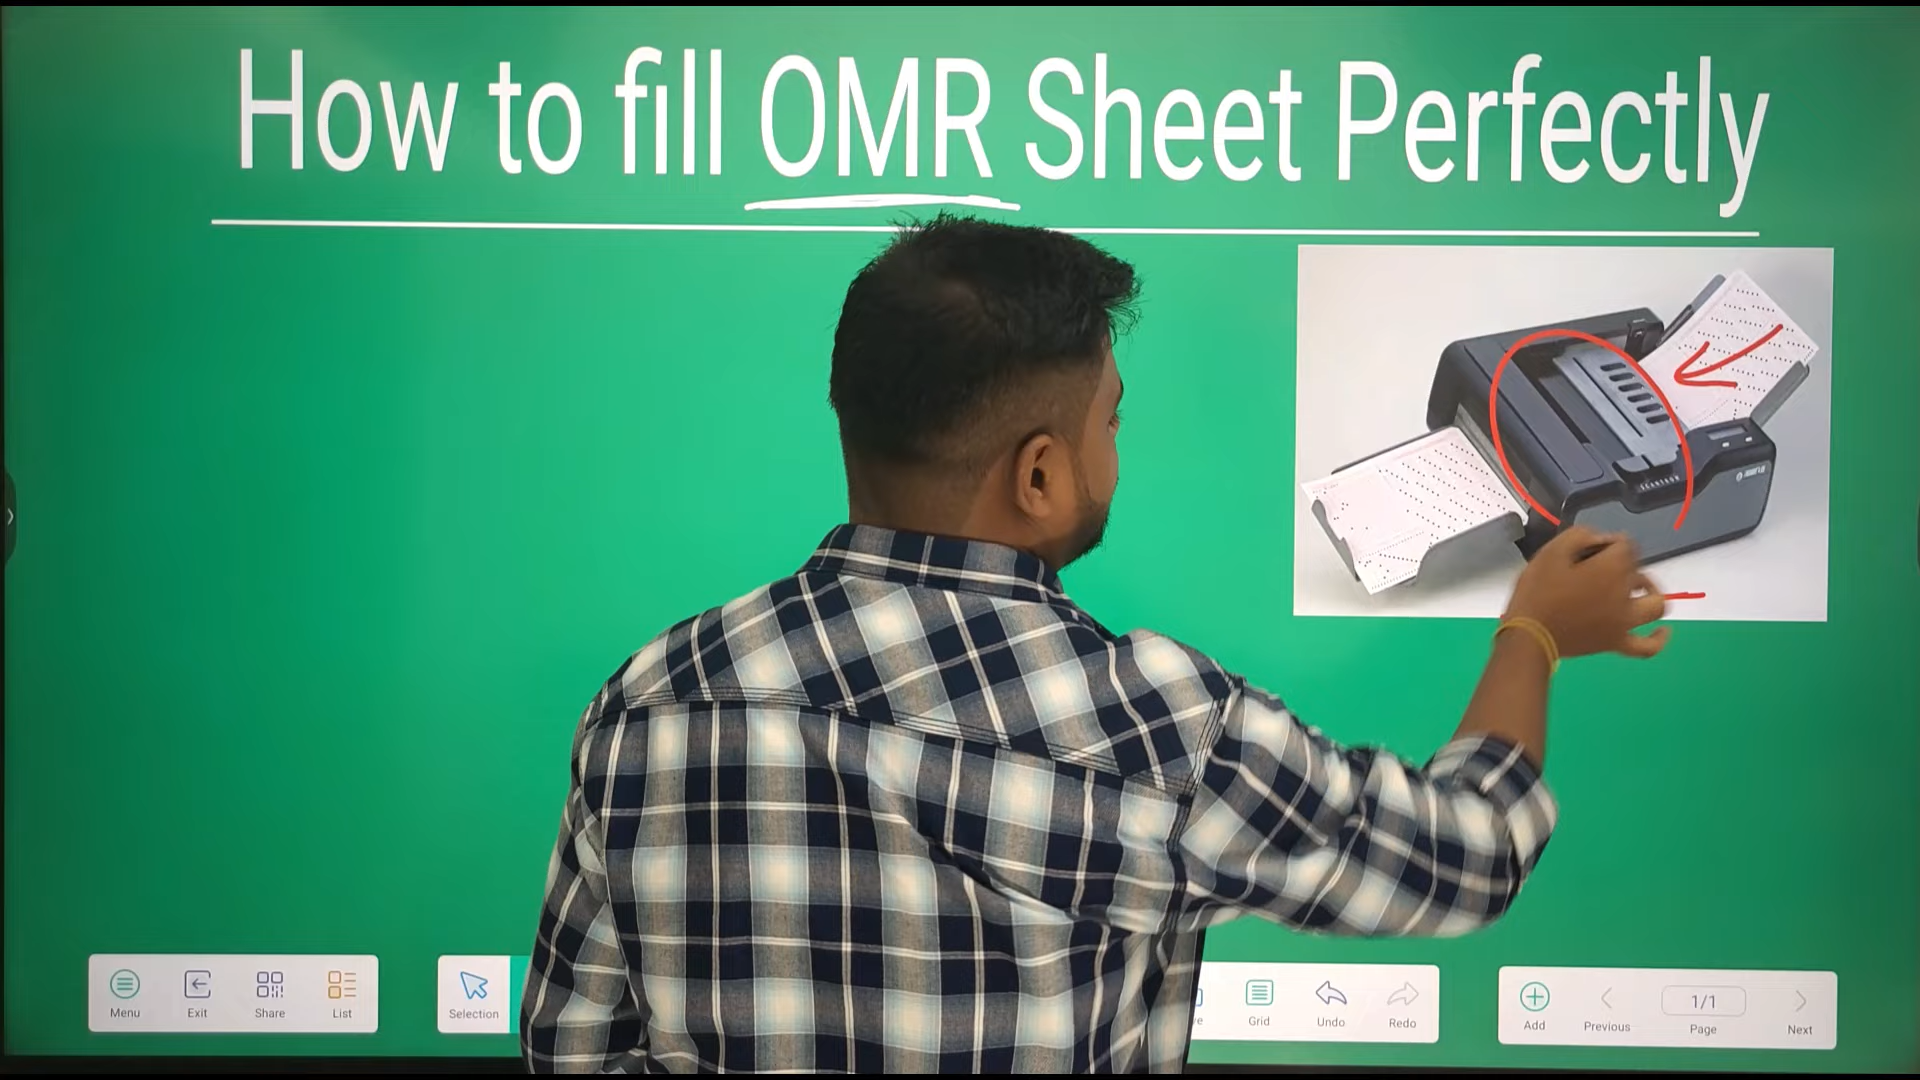 How to fill OMR Sheet Perfectly
Menu
Exit
Share
List
Selection
Grid
Undo
Redo
Add
Previous
1/1
Page
Next